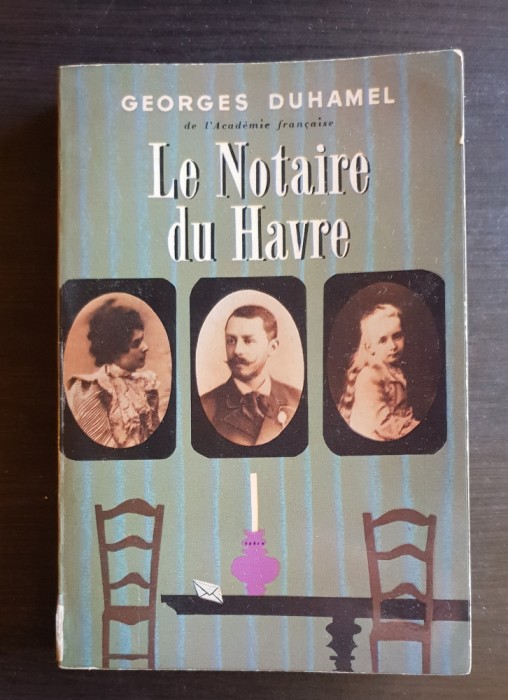 GEORGES DUHAMEL
de l'Académie française
Le Notaire
du Havre